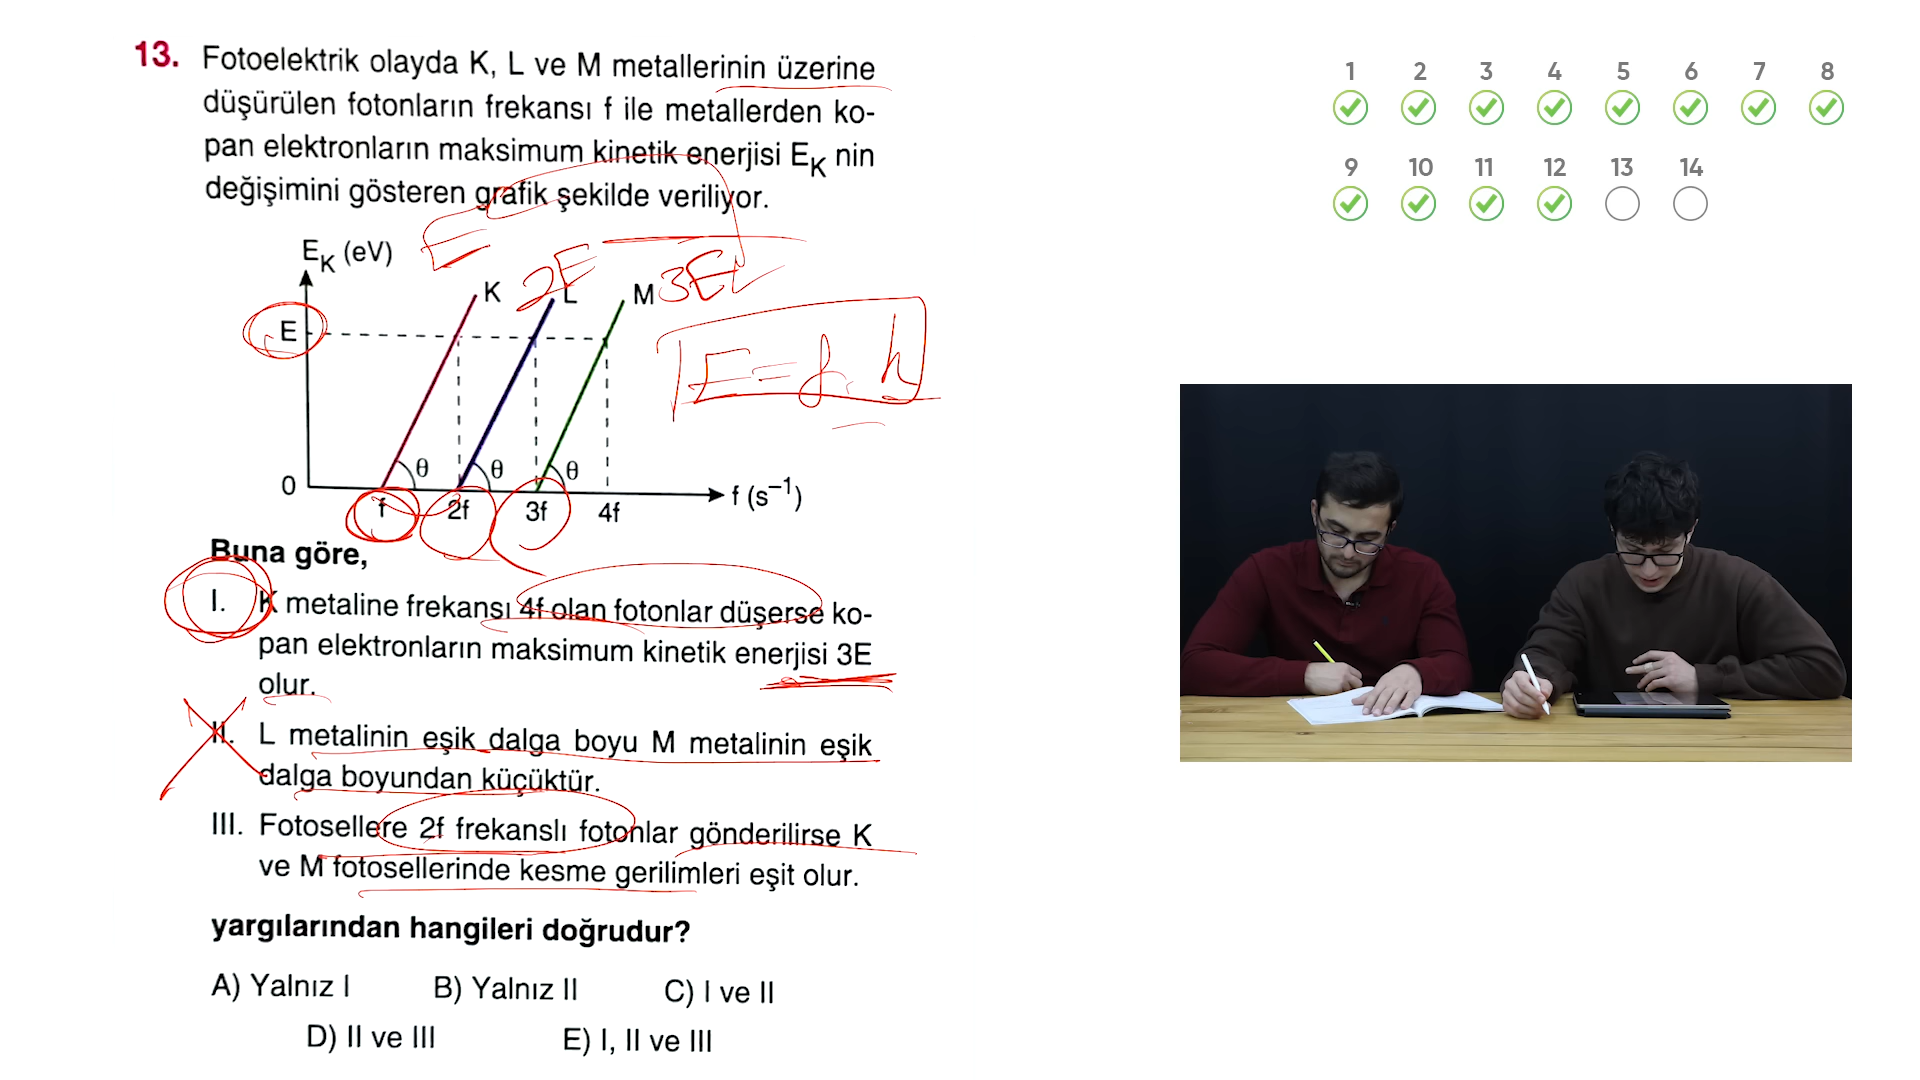 13. Fotoelektrik olayda K, L ve M metallerinin üzerine
düşürülen fotonların frekansı f ile metallerden ko-
pan elektronların maksimum kinetik enerjisi EK nin
değişimini gösteren grafik şekilde veriliyor.
EK (eV)
E
2E
3E
K
L
M
E
E = f. h
θ
θ
θ
0
f
2f
3f
4f
f (s⁻¹)
Buna göre,
I. K metaline frekansı 4f olan fotonlar düşerse ko-
pan elektronların maksimum kinetik enerjisi 3E
olur.
II. L metalinin eşik dalga boyu M metalinin eşik
dalga boyundan küçüktür.
III. Fotosellere 2f frekanslı fotonlar gönderilirse K
ve M fotosellerinde kesme gerilimleri eşit olur.
yargılarından hangileri doğrudur?
A) Yalnız I B) Yalnız II C) I ve II
D) II ve III E) I, II ve III
1 2 3 4 5 6 7 8
9 10 11 12 13 14